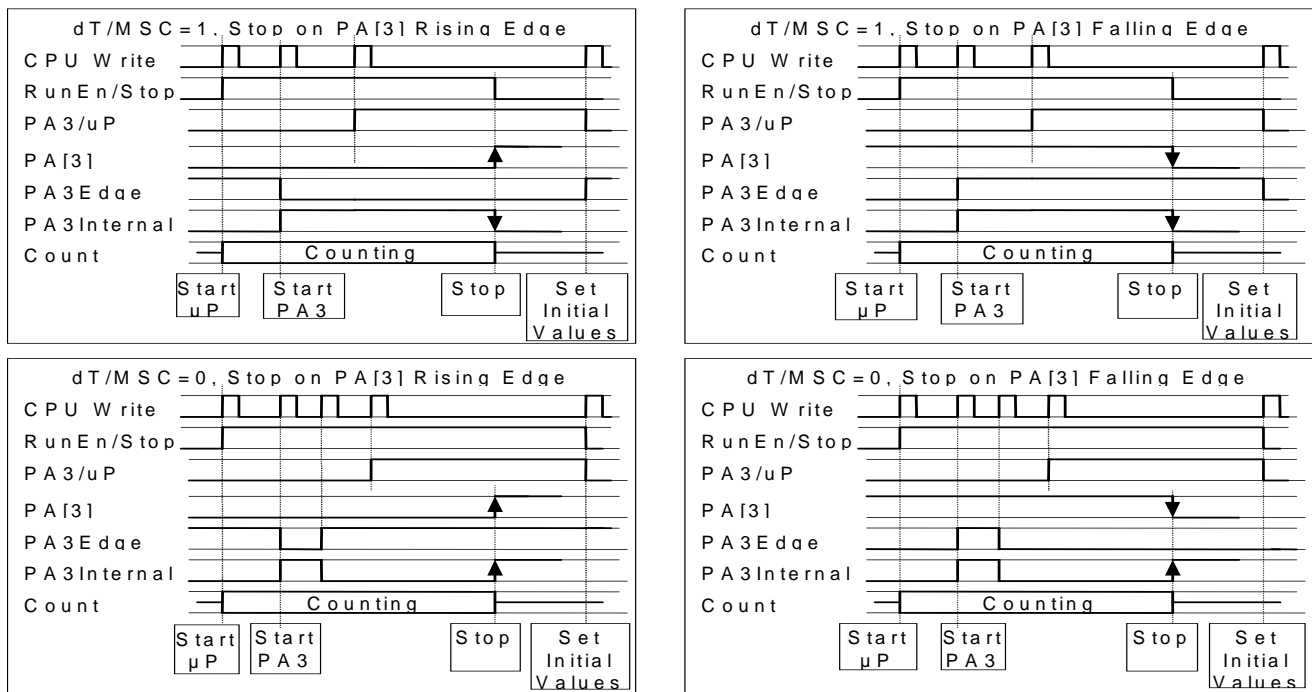 dT/MSC=1, Stop on PA[3] Rising Edge
CPU Write
RunEn/Stop
PA3/uP
PA[3]
PA3Edge
PA3Internal
Count
Counting
Start
µP
Start
PA3
Stop
Set
Initial
Values
dT/MSC=1, Stop on PA[3] Falling Edge
CPU Write
RunEn/Stop
PA3/uP
PA[3]
PA3Edge
PA3Internal
Count
Counting
Start
µP
Start
PA3
Stop
Set
Initial
Values
dT/MSC=0, Stop on PA[3] Rising Edge
CPU Write
RunEn/Stop
PA3/uP
PA[3]
PA3Edge
PA3Internal
Count
Counting
Start
µP
Start
PA3
Stop
Set
Initial
Values
dT/MSC=0, Stop on PA[3] Falling Edge
CPU Write
RunEn/Stop
PA3/uP
PA[3]
PA3Edge
PA3Internal
Count
Counting
Start
µP
Start
PA3
Stop
Set
Initial
Values